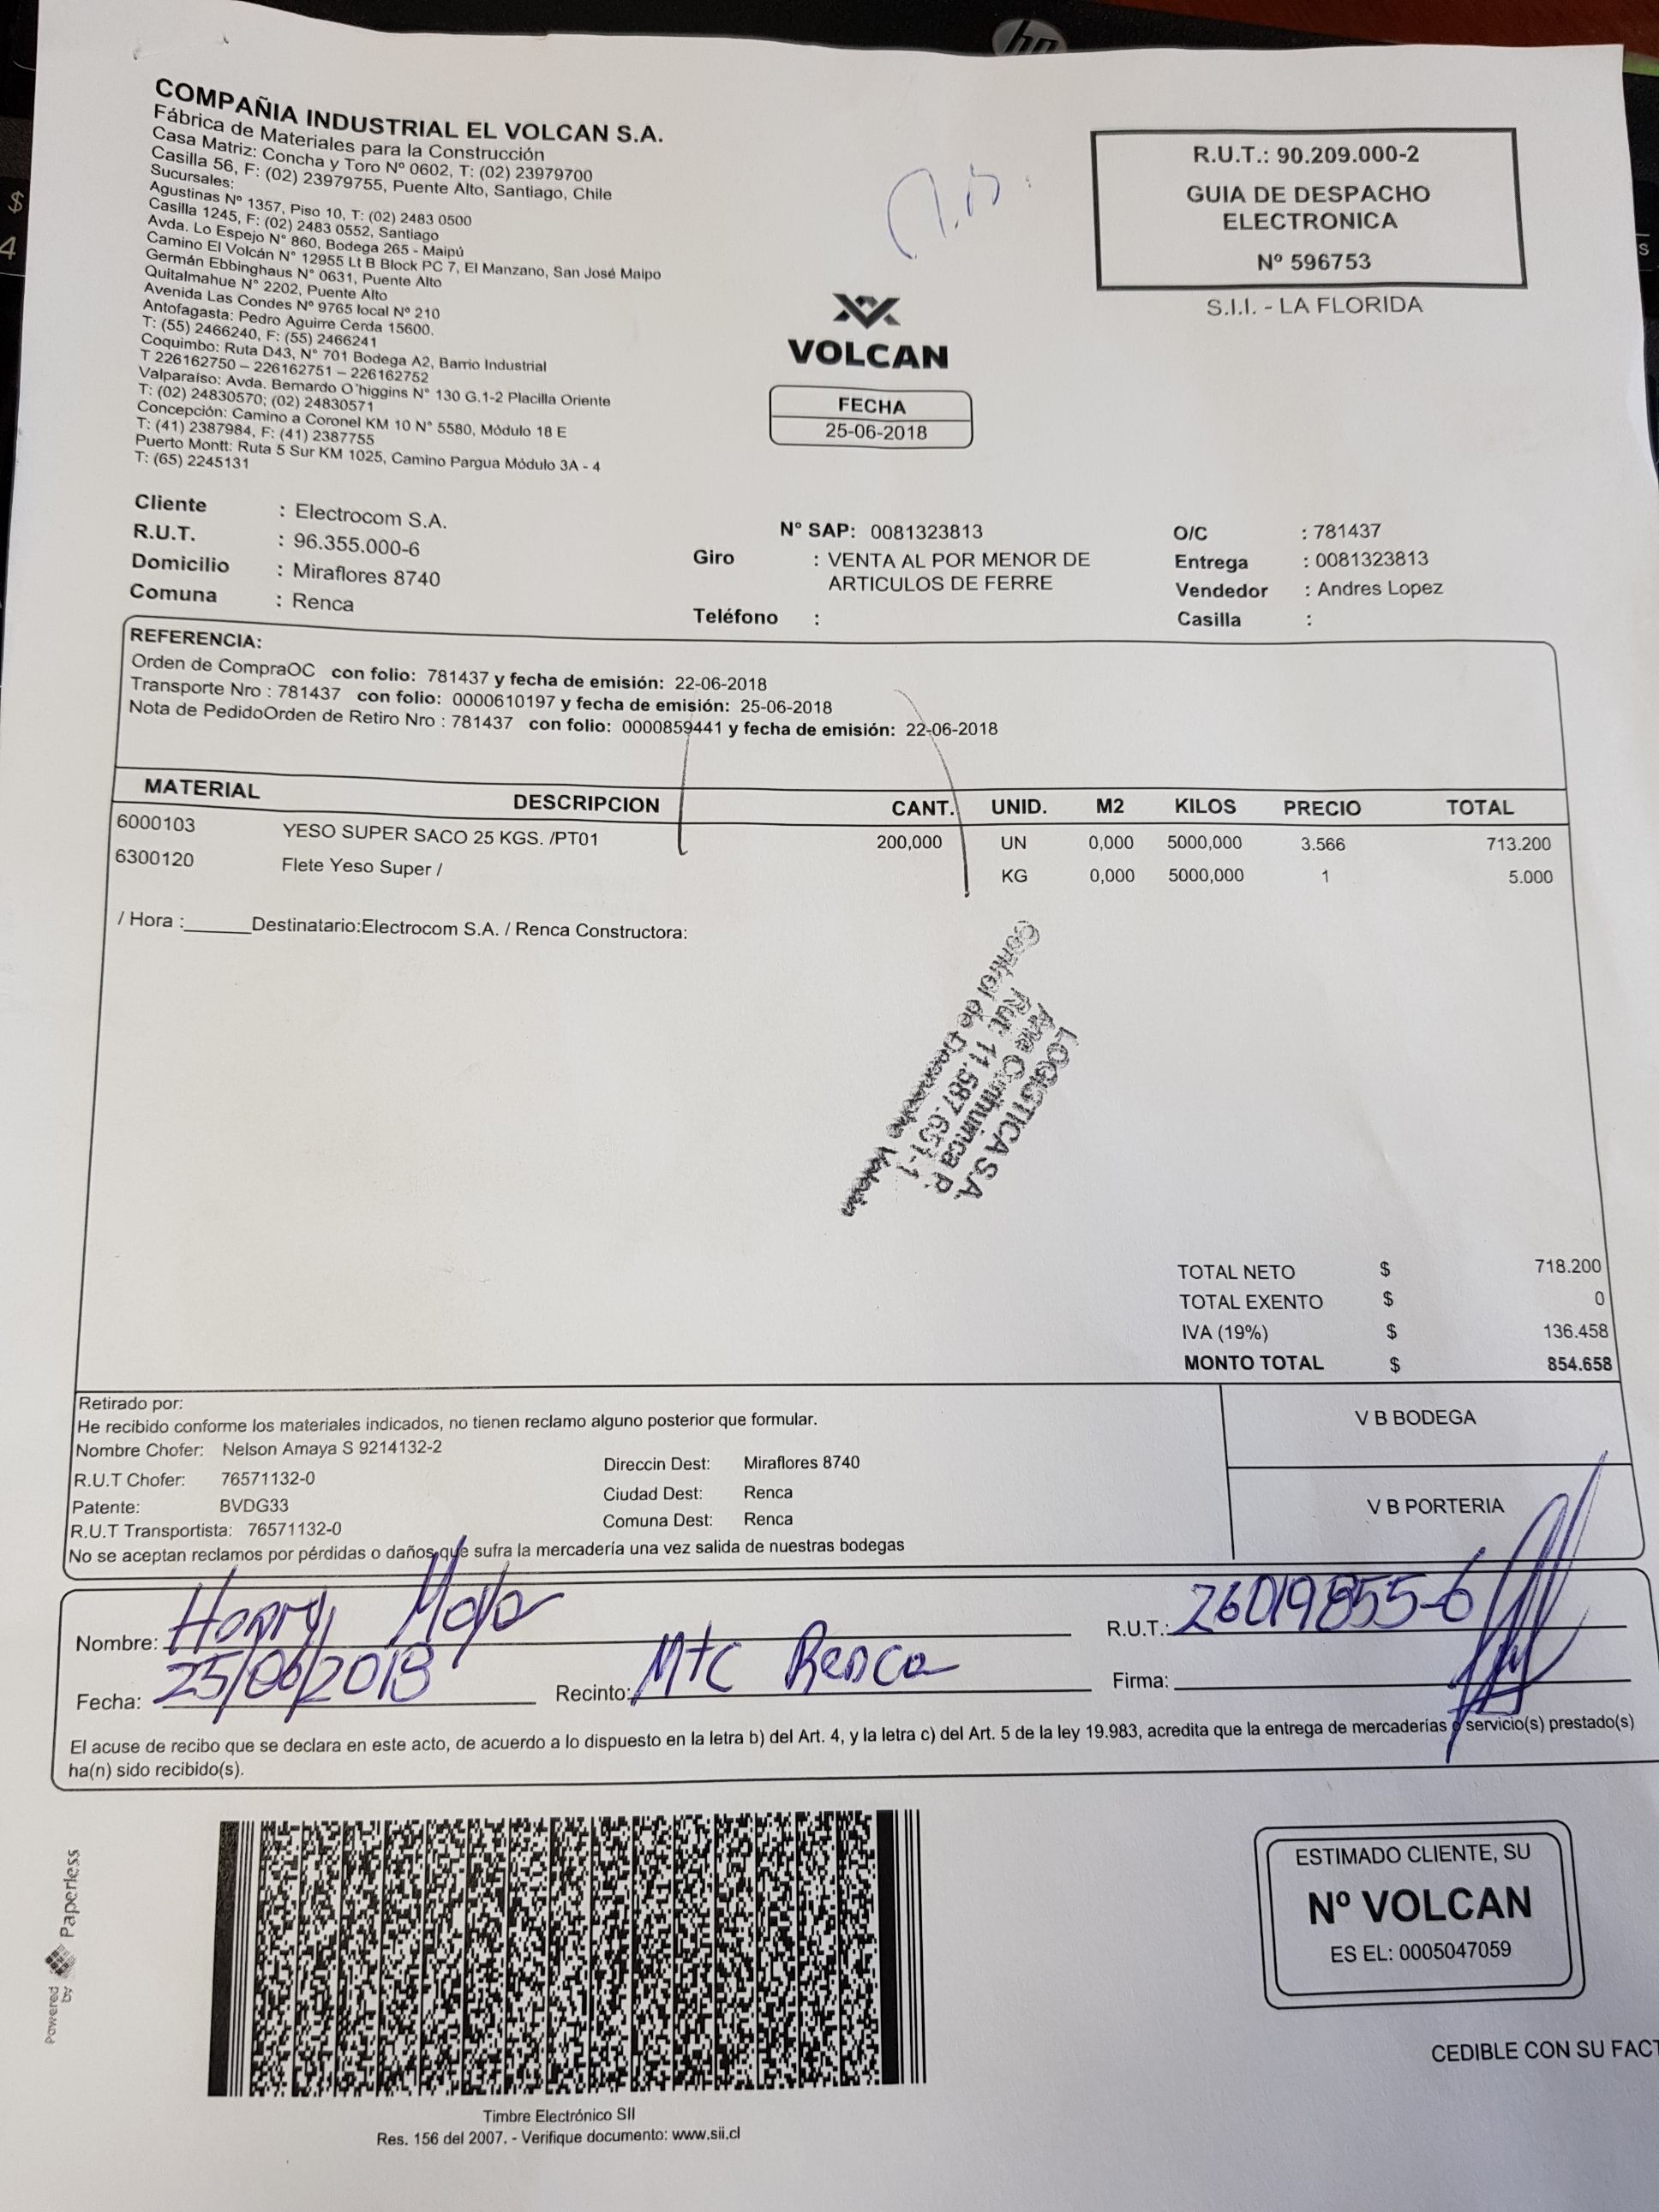 COMPAÑIA INDUSTRIAL EL VOLCAN S.A.
Fábrica de Materiales para la Construcción
Casa Matriz: Concha y Toro Nº 0602, T: (02) 23979700
Casilla 56, F: (02) 23979755, Puente Alto, Santiago, Chile
Sucursales:
Agustinas Nº 1357, Piso 10, T: (02) 2483 0500
Casilla 1245, F: (02) 2483 0552, Santiago
Avda. Lo Espejo N° 860, Bodega 265 - Maipú
Camino El Volcán N° 12955 Lt B Block PC 7, El Manzano, San José Maipo
Germán Ebbinghaus N° 0631, Puente Alto
Quitalmahue N° 2202, Puente Alto
Avenida Las Condes Nº 9765 local N° 210
Antofagasta: Pedro Aguirre Cerda 15600.
T: (55) 2466240, F: (55) 2466241
Coquimbo: Ruta D43, N° 701 Bodega A2, Barrio Industrial
T 226162750 – 226162751 – 226162752
Valparaíso: Avda. Bernardo O´higgins N° 130 G.1-2 Placilla Oriente
T: (02) 24830570; (02) 24830571
Concepción: Camino a Coronel KM 10 N° 5580, Módulo 18 E
T: (41) 2387984, F: (41) 2387755
Puerto Montt: Ruta 5 Sur KM 1025, Camino Pargua Módulo 3A - 4
T: (65) 2245131
hp
R.U.T.: 90.209.000-2
GUIA DE DESPACHO
ELECTRONICA
Nº 596753
S.I.I. - LA FLORIDA
VOLCAN
FECHA
25-06-2018
Cliente : Electrocom S.A.
R.U.T. : 96.355.000-6
Domicilio : Miraflores 8740
Comuna : Renca
N° SAP: 0081323813
Giro : VENTA AL POR MENOR DE
ARTICULOS DE FERRE
Teléfono :
O/C : 781437
Entrega : 0081323813
Vendedor : Andres Lopez
Casilla :
REFERENCIA:
Orden de CompraOC con folio: 781437 y fecha de emisión: 22-06-2018
Transporte Nro : 781437 con folio: 0000610197 y fecha de emisión: 25-06-2018
Nota de PedidoOrden de Retiro Nro : 781437 con folio: 0000859441 y fecha de emisión: 22-06-2018
MATERIAL DESCRIPCION CANT. UNID. M2 KILOS PRECIO TOTAL
6000103 YESO SUPER SACO 25 KGS. /PT01 200,000 UN 0,000 5000,000 3.566 713.200
6300120 Flete Yeso Super / KG 0,000 5000,000 1 5.000
/ Hora :______Destinatario:Electrocom S.A. / Renca Constructora:
LOGISTICA S.A.
Rut: 11.587.651-1
Control de
TOTAL NETO $ 718.200
TOTAL EXENTO $ 0
IVA (19%) $ 136.458
MONTO TOTAL $ 854.658
Retirado por:
He recibido conforme los materiales indicados, no tienen reclamo alguno posterior que formular.
Nombre Chofer: Nelson Amaya S 9214132-2
R.U.T Chofer: 76571132-0
Patente: BVDG33
R.U.T Transportista: 76571132-0
Direccin Dest: Miraflores 8740
Ciudad Dest: Renca
Comuna Dest: Renca
No se aceptan reclamos por pérdidas o daños que sufra la mercadería una vez salida de nuestras bodegas
V B BODEGA
V B PORTERIA
Nombre: Henry Moya
R.U.T.: 26019855-6
Fecha: 25/06/2018 Recinto: Mtc Renca
Firma:
El acuse de recibo que se declara en este acto, de acuerdo a lo dispuesto en la letra b) del Art. 4, y la letra c) del Art. 5 de la ley 19.983, acredita que la entrega de mercaderías o servicio(s) prestado(s)
ha(n) sido recibido(s).
Powered by Paperless
Timbre Electrónico SII
Res. 156 del 2007. - Verifique documento: www.sii.cl
ESTIMADO CLIENTE, SU
Nº VOLCAN
ES EL: 0005047059
CEDIBLE CON SU FACT